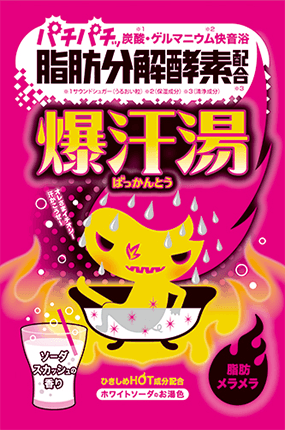 パチパチッ炭酸・ゲルマニウム快音浴
※1 ※2
脂肪分解酵素配合
※3
※1サウンドシュガー(うるおい粒) ※2(保湿成分) ※3(清浄成分)
爆汗湯
ばっかんとう
汗かこうぜ!
ソーダ
スカッシュの
香り
脂肪
メラメラ
ひきしめHOT成分配合
ホワイトソーダのお湯色